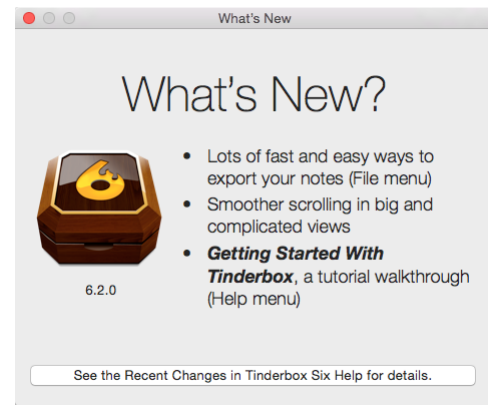 What's New
What's New?
• Lots of fast and easy ways to
export your notes (File menu)
• Smoother scrolling in big and
complicated views
• Getting Started With
Tinderbox, a tutorial walkthrough
(Help menu)
6
6.2.0
See the Recent Changes in Tinderbox Six Help for details.